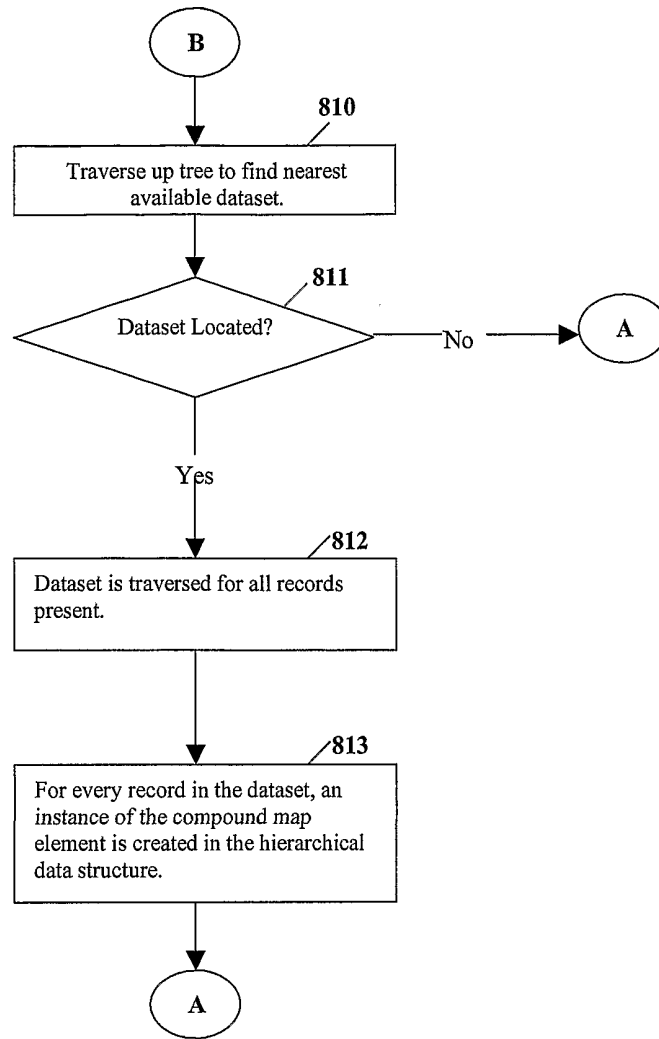 B
810
Traverse up tree to find nearest
available dataset.
811
Dataset Located?
No
A
Yes
812
Dataset is traversed for all records
present.
813
For every record in the dataset, an
instance of the compound map
element is created in the hierarchical
data structure.
A